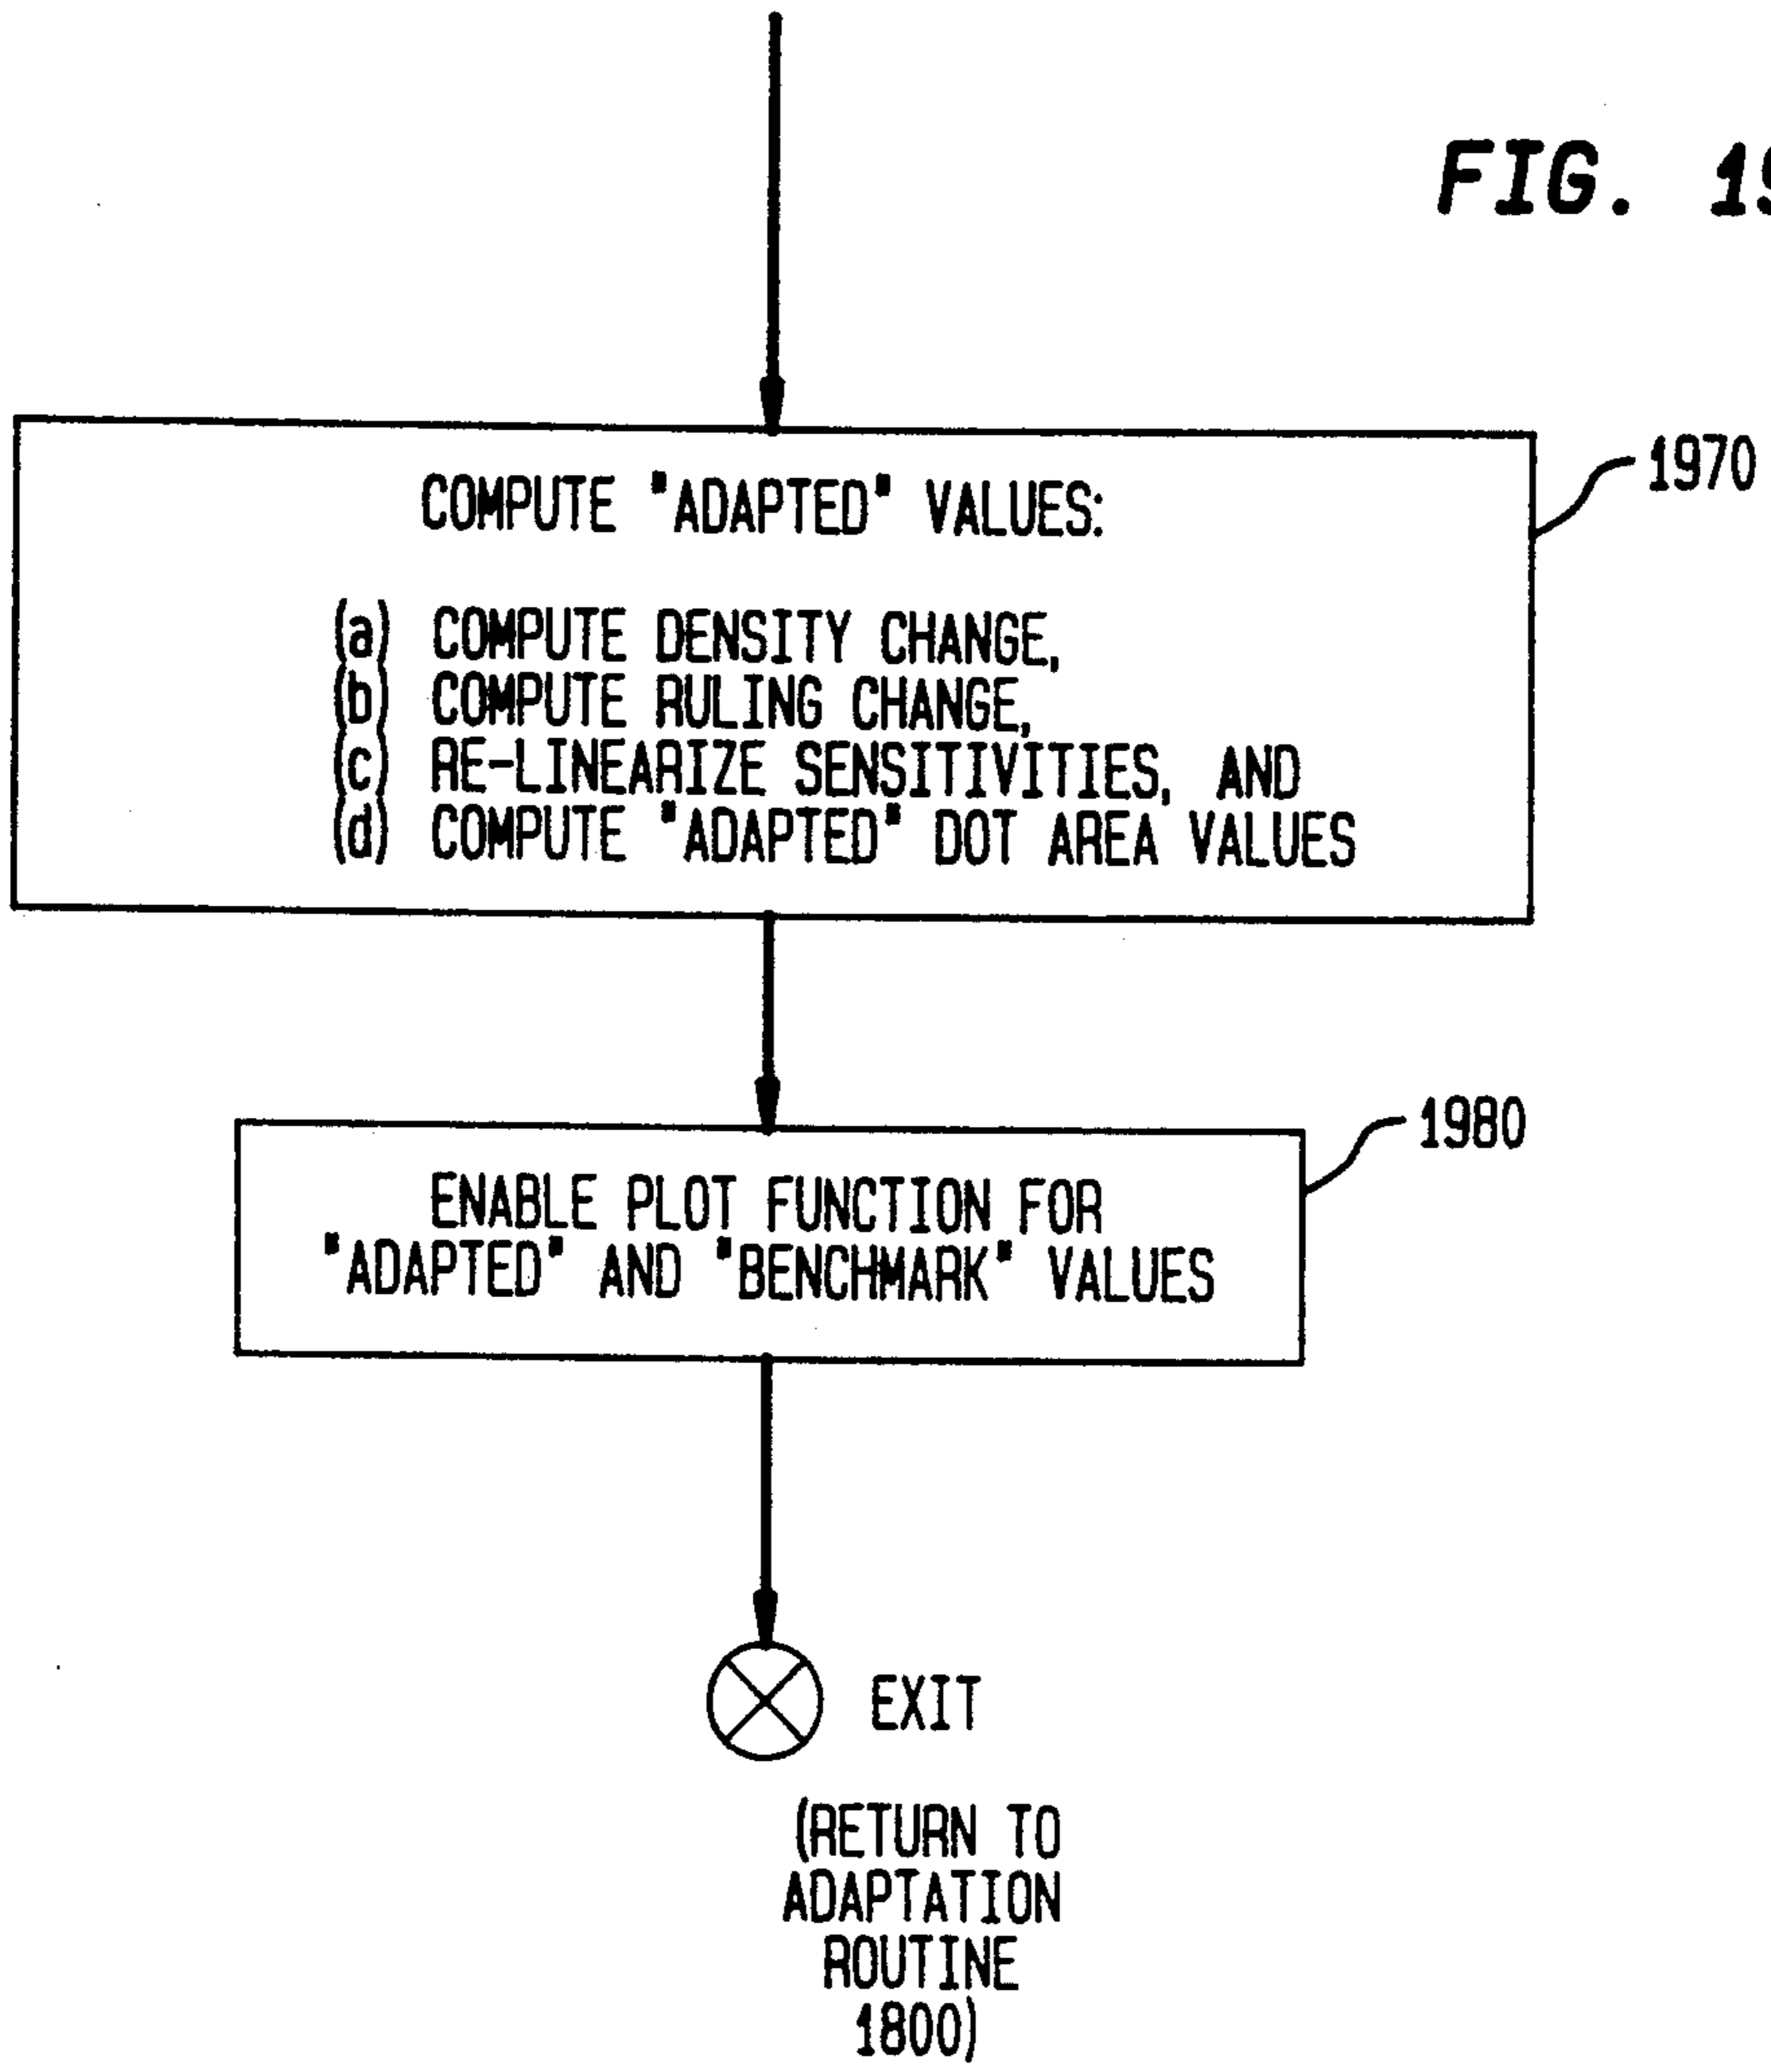 FIG. 19
1970
COMPUTE "ADAPTED" VALUES:
(a) COMPUTE DENSITY CHANGE,
(b) COMPUTE RULING CHANGE,
(c) RE-LINEARIZE SENSITIVITIES, AND
(d) COMPUTE "ADAPTED" DOT AREA VALUES
1980
ENABLE PLOT FUNCTION FOR
"ADAPTED" AND "BENCHMARK" VALUES
EXIT
(RETURN TO
ADAPTATION
ROUTINE
1800)